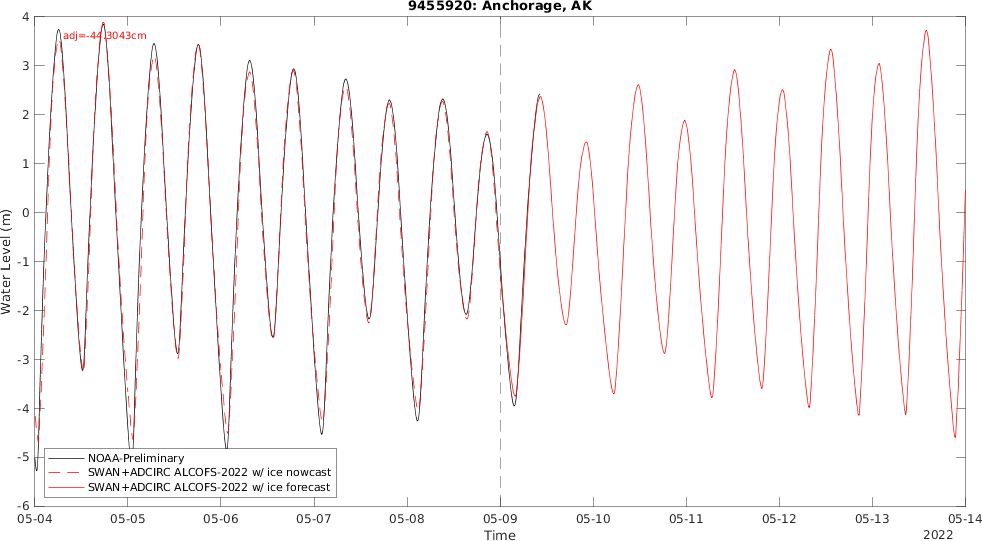 9455920: Anchorage, AK
adj=-44.3043cm
4
3
2
1
0
-1
-2
-3
-4
-5
-6
Water Level (m)
NOAA-Preliminary
SWAN+ADCIRC ALCOFS-2022 w/ ice nowcast
SWAN+ADCIRC ALCOFS-2022 w/ ice forecast
05-04 05-05 05-06 05-07 05-08 05-09 05-10 05-11 05-12 05-13 05-14
Time
2022